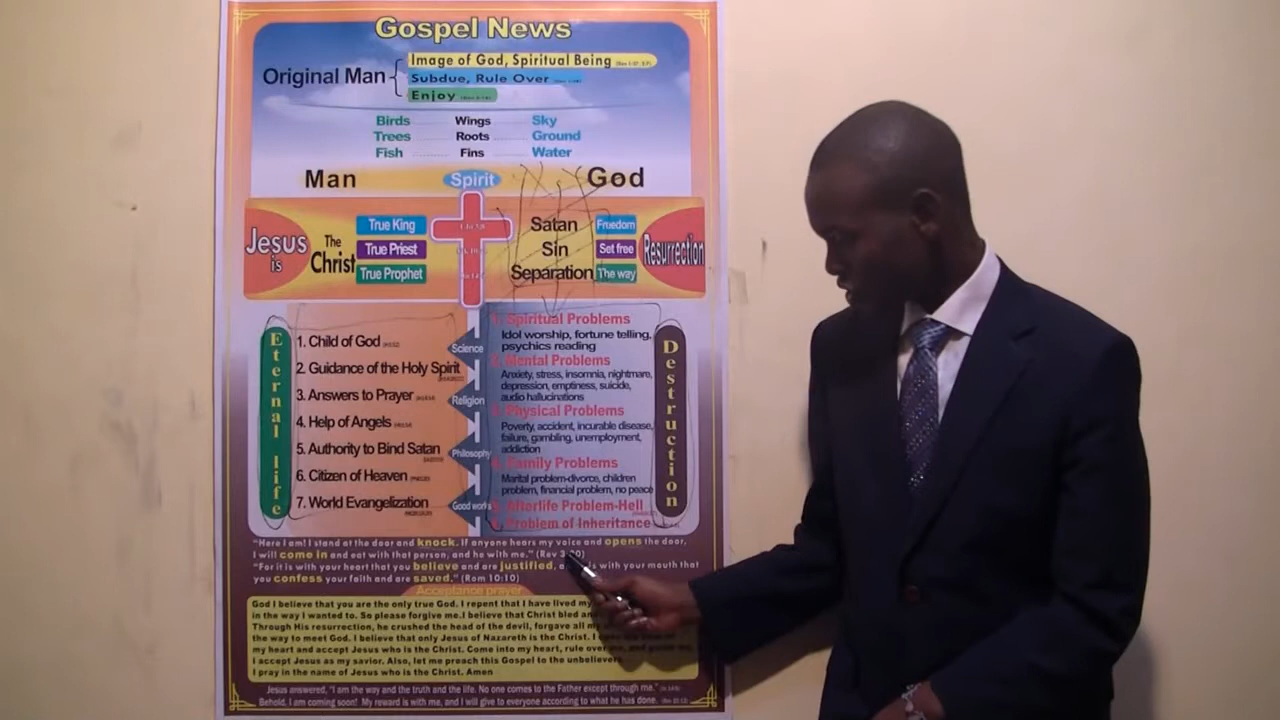 Gospel News
Original Man
Image of God, Spiritual Being
Subdue, Rule Over
Enjoy
Birds Wings Sky
Trees Roots Ground
Fish Fins Water
Man Spirit God
Jesus is
The Christ
True King
True Priest
True Prophet
Satan
Sin
Separation
Freedom
Set free
The way
Resurrection
Eternal life
1. Child of God
2. Guidance of the Holy Spirit
3. Answers to Prayer
4. Help of Angels
5. Authority to Bind Satan
6. Citizen of Heaven
7. World Evangelization
Science
Religion
Philosophy
Good works
1. Spiritual Problems
Idol worship, fortune telling,
psychics reading
Mental Problems
Anxiety, stress, insomnia, nightmare,
depression, emptiness, suicide,
audio hallucinations
Physical Problems
Poverty, accident, incurable disease,
failure, gambling, unemployment,
addiction
Family Problems
Marital problem-divorce, children
problem, financial problem, no peace
Afterlife Problem-Hell
Problem of Inheritance
Destruction
"Here I am! I stand at the door and knock. If anyone hears my voice and opens the door,
I will come in and eat with that person, and he with me." (Rev 3:20)
"For it is with your heart that you believe and are justified, is with your mouth that
you confess your faith and are saved." (Rom 10:10)
Acceptance prayer
God I believe that you are the only true God. I repent that I have lived my
in the way I wanted to. So please forgive me.I believe that Christ bled and
Through His resurrection, he crushed the head of the devil, forgave all my
the way to meet God. I believe that only Jesus of Nazareth is the Christ. I
my heart and accept Jesus who is the Christ. Come into my heart, rule over me, and
I accept Jesus as my savior. Also, let me preach this Gospel to the unbelievers
I pray in the name of Jesus who is the Christ. Amen
Jesus answered, "I am the way and the truth and the life. No one comes to the Father except through me."
Behold, I am coming soon! My reward is with me, and I will give to everyone according to what he has done.